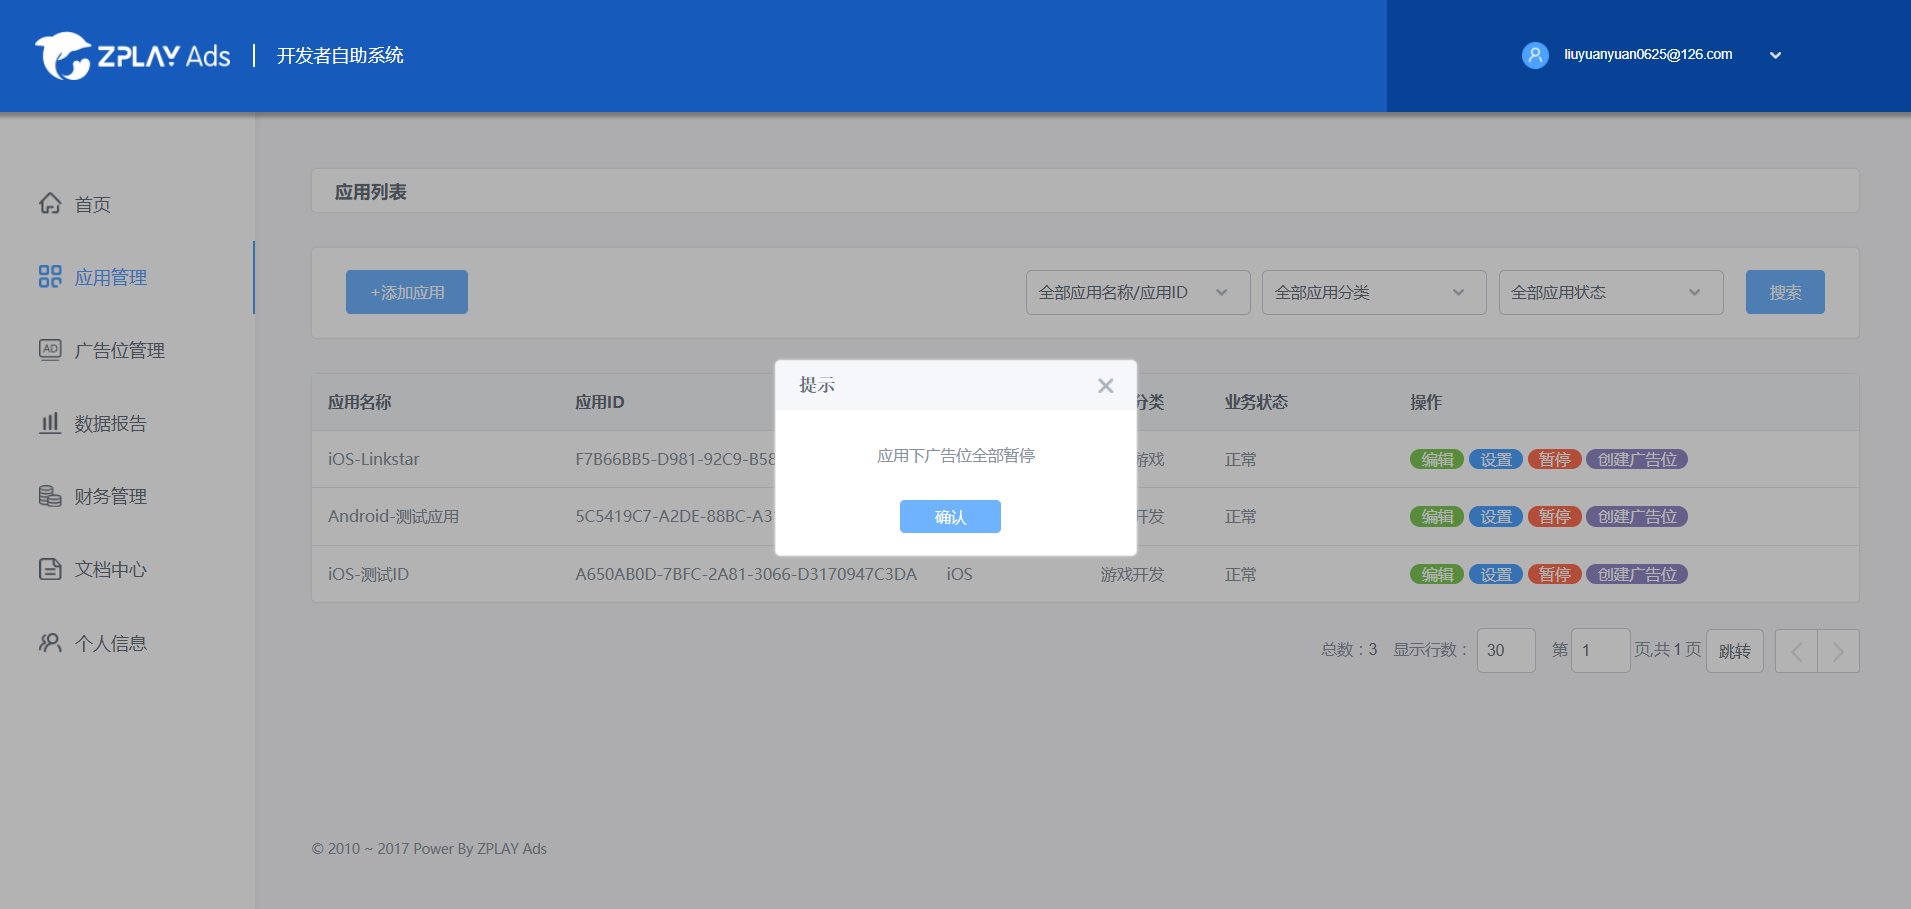 ZPLAY Ads | 开发者自助系统
liuyuanyuan0625@126.com
首页
应用管理
AD 广告位管理
数据报告
财务管理
文档中心
个人信息
应用列表
+添加应用
全部应用名称/应用ID
全部应用分类
全部应用状态
搜索
应用名称 应用ID 分类 业务状态 操作
iOS-Linkstar F7B66BB5-D981-92C9-B58 游戏 正常 编辑 设置 暂停 创建广告位
Android-测试应用 5C5419C7-A2DE-88BC-A3 开发 正常 编辑 设置 暂停 创建广告位
iOS-测试ID A650AB0D-7BFC-2A81-3066-D3170947C3DA iOS 游戏开发 正常 编辑 设置 暂停 创建广告位
提示
应用下广告位全部暂停
确认
总数：3 显示行数： 30 第 1 页,共 1 页 跳转
© 2010 ~ 2017 Power By ZPLAY Ads